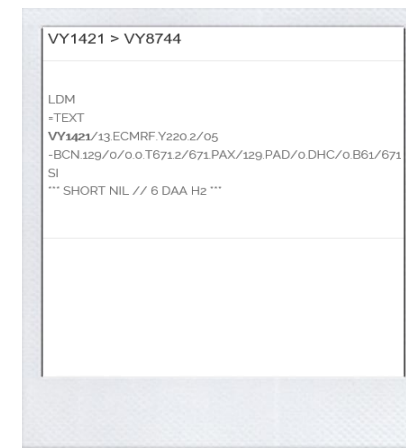 VY1421 > VY8744
LDM
=TEXT
VY1421/13.ECMRF.Y220.2/05
-BCN.129/0/0.0.T671.2/671.PAX/129.PAD/0.DHC/0.B61/671
SI
*** SHORT NIL // 6 DAA H2 ***